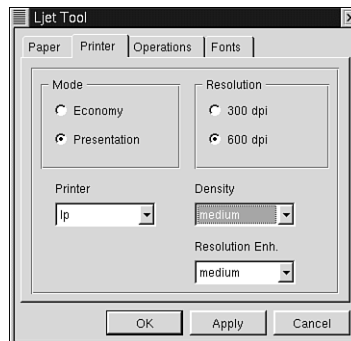 Ljet Tool
Paper Printer Operations Fonts
Mode Resolution
Economy 300 dpi
Presentation 600 dpi
Printer Density
lp medium
Resolution Enh.
medium
OK Apply Cancel